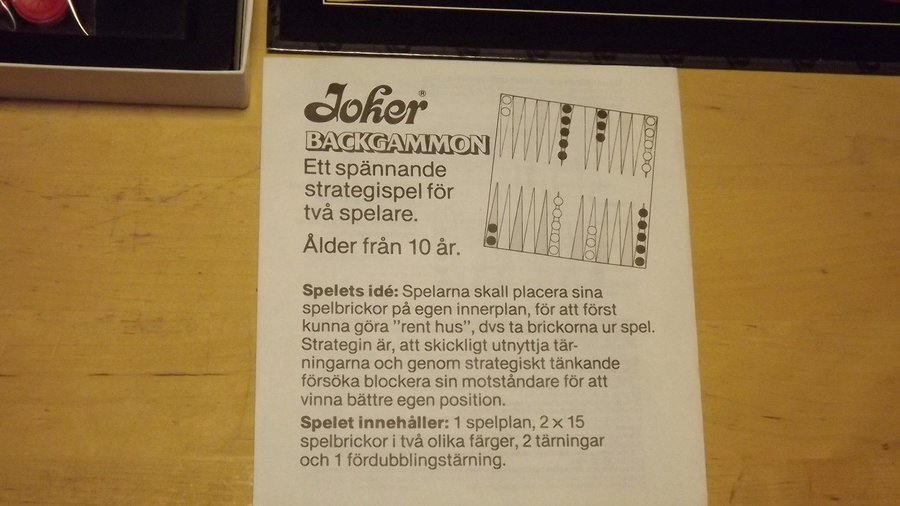 Joker®
BACKGAMMON
Ett spännande
strategispel för
två spelare.
Ålder från 10 år.
Spelets idé: Spelarna skall placera sina
spelbrickor på egen innerplan, för att först
kunna göra ”rent hus”, dvs ta brickorna ur spel.
Strategin är, att skickligt utnyttja tär-
ningarna och genom strategiskt tänkande
försöka blockera sin motståndare för att
vinna bättre egen position.
Spelet innehåller: 1 spelplan, 2 × 15
spelbrickor i två olika färger, 2 tärningar
och 1 fördubblingstärning.